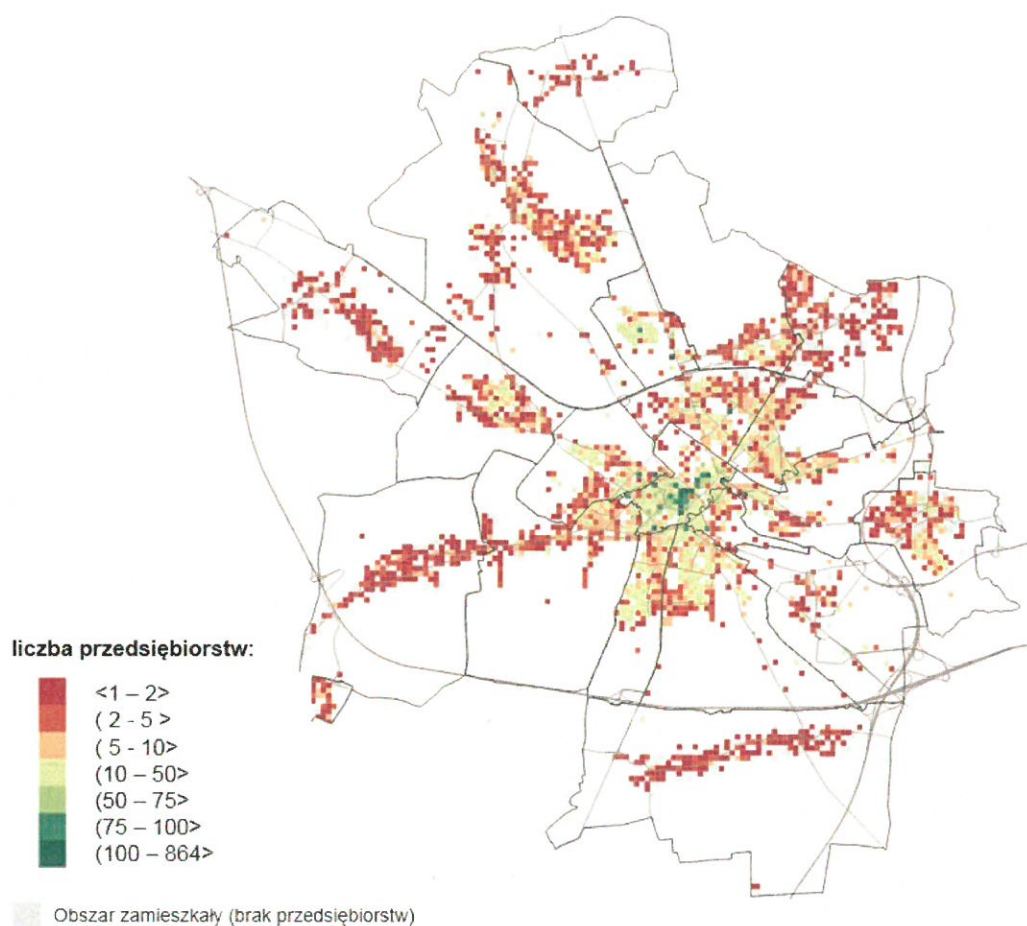 liczba przedsiębiorstw:
<1 – 2>
( 2 - 5 >
( 5 - 10>
(10 – 50>
(50 – 75>
(75 – 100>
(100 – 864>
Obszar zamieszkały (brak przedsiębiorstw)